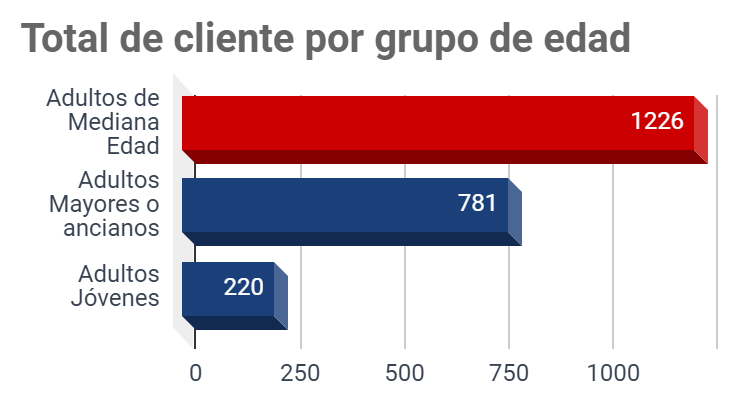 Total de cliente por grupo de edad
Adultos de
Mediana
Edad
1226
Adultos
Mayores o
ancianos
781
Adultos
Jóvenes
220
0 250 500 750 1000